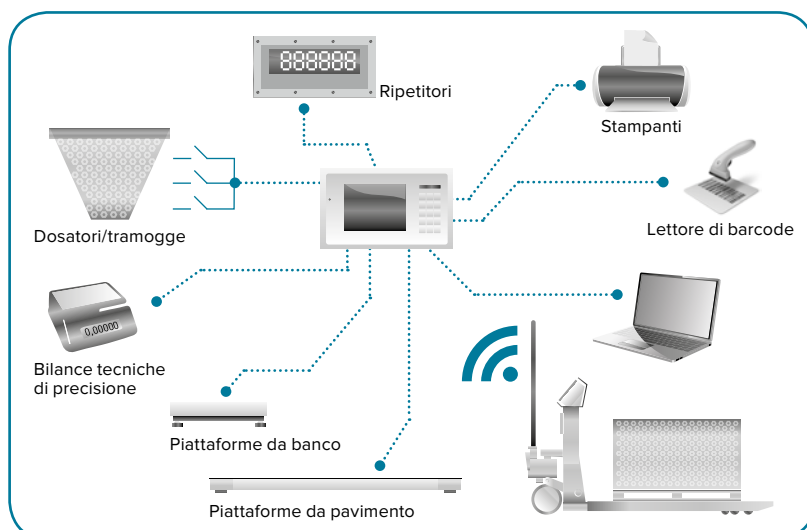 888888
Ripetitori
Stampanti
Dosatori/tramogge
Lettore di barcode
0,00000
Bilance tecniche
di precisione
Piattaforme da banco
Piattaforme da pavimento